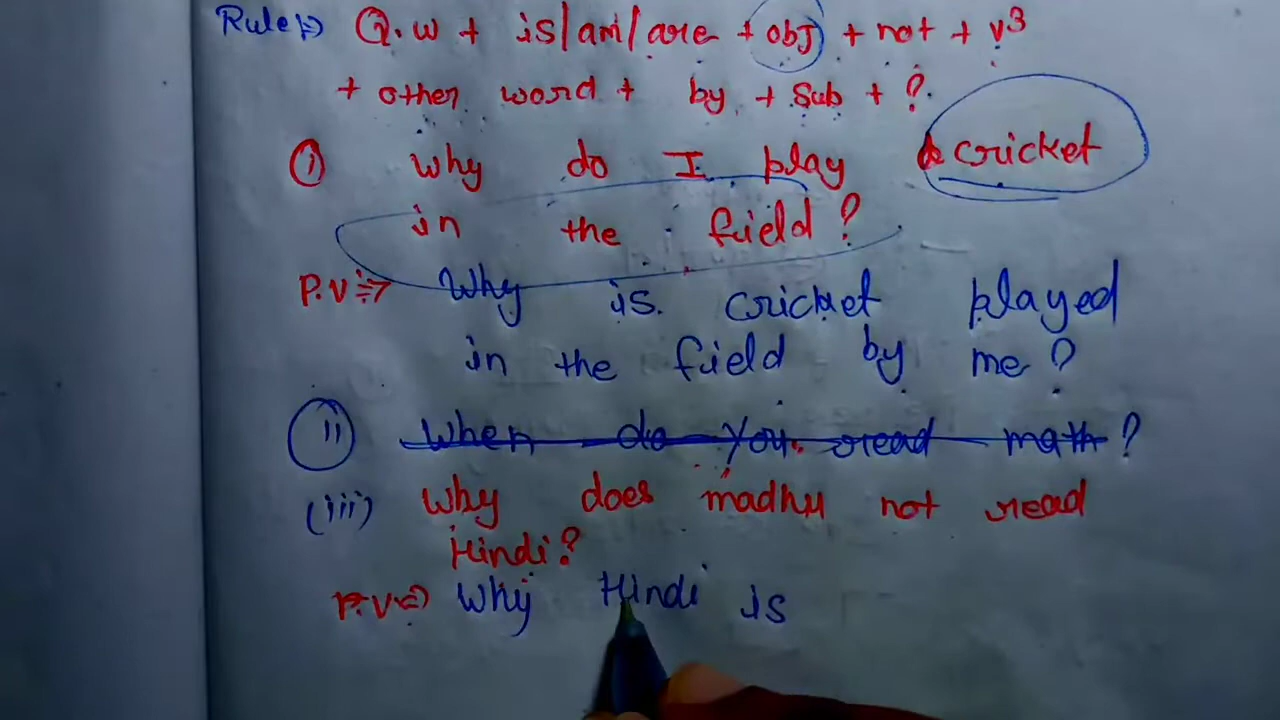 Rule:> Q.w + is/am/are + obj + not + v3
+ other word + by + Sub + ?
(i) why do I play cricket
in the field?
P.V => Why is cricket played
in the field by me?
(ii) When do you read math?
(iii) why does madhu not read
Hindi?
P.V => Why Hindi is